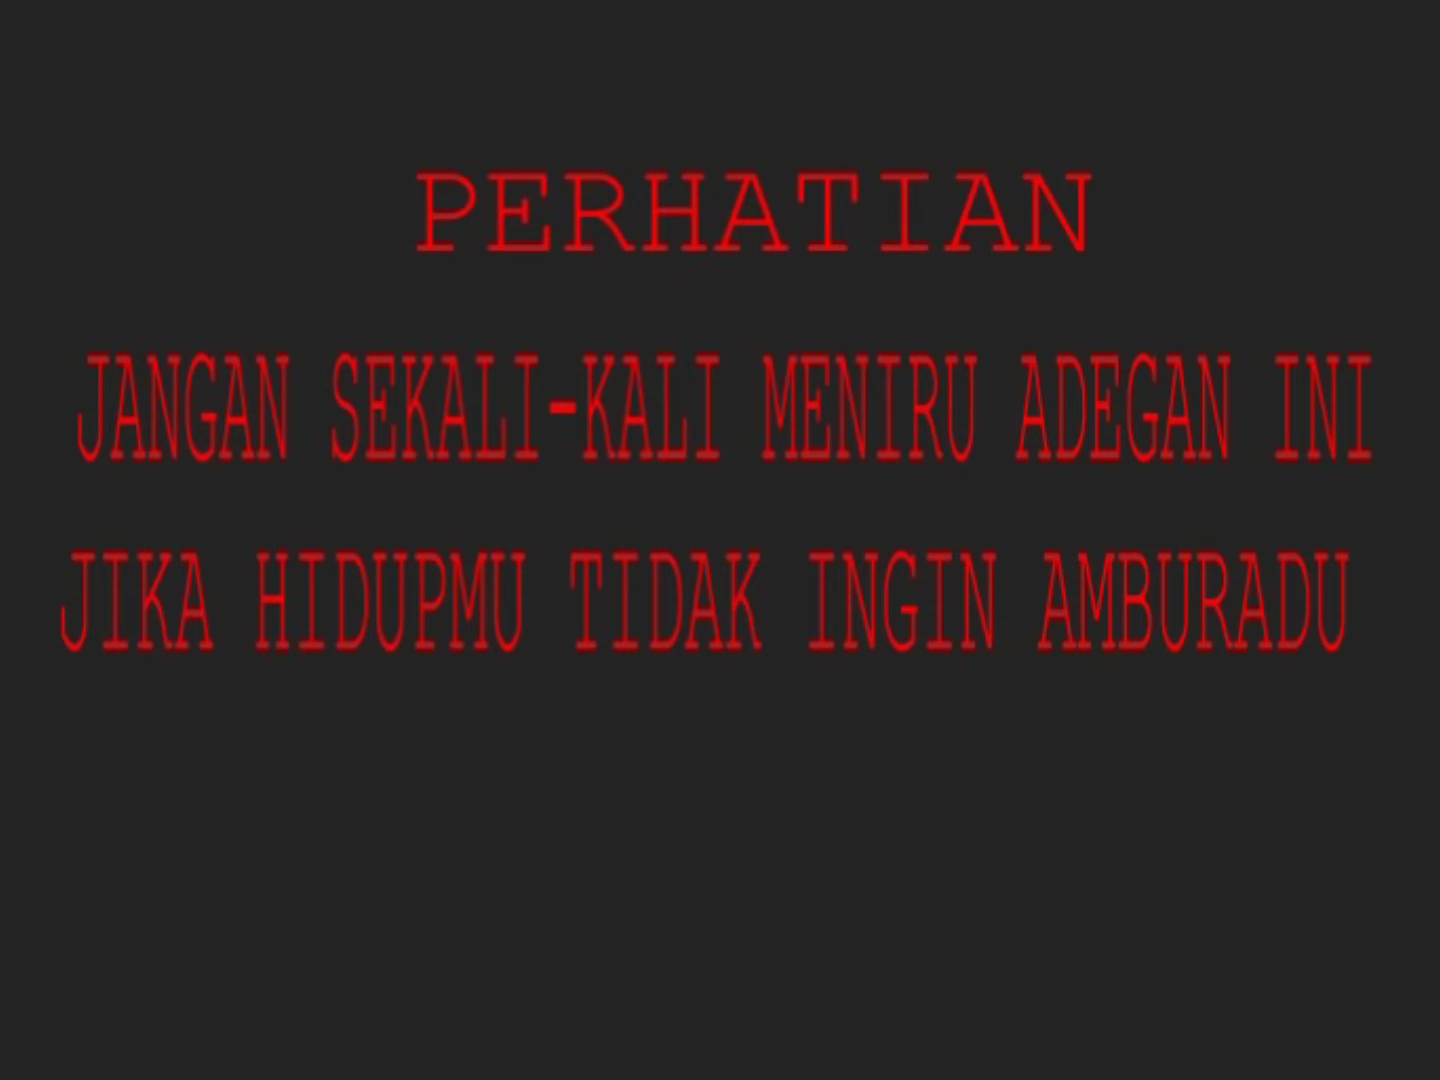 PERHATIAN
JANGAN SEKALI-KALI MENIRU ADEGAN INI
JIKA HIDUPMU TIDAK INGIN AMBURADU